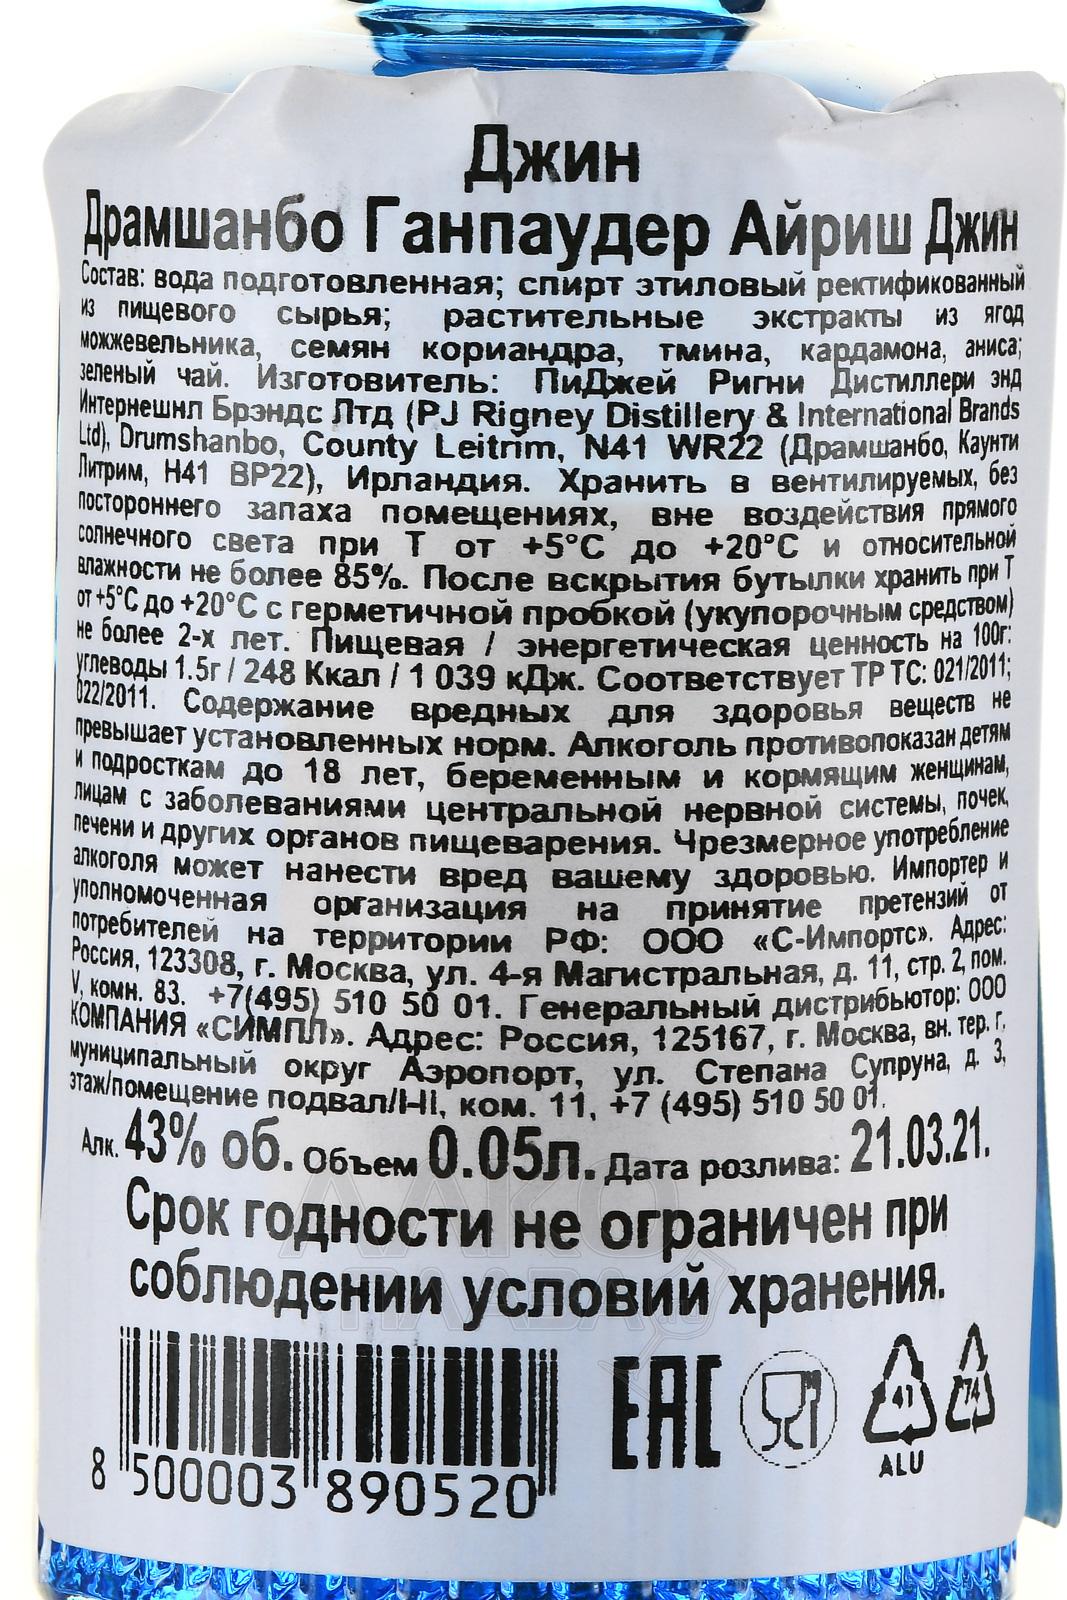 Джин
Драмшанбо Ганпаудер Айриш Джин
Состав: вода подготовленная; спирт этиловый ректификованный
из пищевого сырья; растительные экстракты из ягод
можжевельника, семян кориандра, тмина, кардамона, аниса;
зеленый чай. Изготовитель: ПиДжей Ригни Дистиллери энд
Интернешнл Брэндс Лтд (PJ Rigney Distillery & International Brands
Ltd), Drumshanbo, County Leitrim, N41 WR22 (Драмшанбо, Каунти
Литрим, Н41 ВР22), Ирландия. Хранить в вентилируемых, без
постороннего запаха помещениях, вне воздействия прямого
солнечного света при Т от +5°С до +20°С и относительной
влажности не более 85%. После вскрытия бутылки хранить при Т
от +5°С до +20°С с герметичной пробкой (укупорочным средством)
не более 2-х лет. Пищевая / энергетическая ценность на 100г:
углеводы 1.5г / 248 Ккал / 1 039 кДж. Соответствует ТР ТС: 021/2011;
022/2011. Содержание вредных для здоровья веществ не
превышает установленных норм. Алкоголь противопоказан детям
и подросткам до 18 лет, беременным и кормящим женщинам,
лицам с заболеваниями центральной нервной системы, почек,
печени и других органов пищеварения. Чрезмерное употребление
алкоголя может нанести вред вашему здоровью. Импортер и
уполномоченная организация на принятие претензий от
потребителей на территории РФ: ООО «С-Импортс». Адрес:
Россия, 123308, г. Москва, ул. 4-я Магистральная, д. 11, стр. 2, пом.
V, комн. 83. +7(495) 510 50 01. Генеральный дистрибьютор: ООО
КОМПАНИЯ «СИМПЛ». Адрес: Россия, 125167, г. Москва, вн. тер. г.
муниципальный округ Аэропорт, ул. Степана Супруна, д. 3,
этаж/помещение подвал/I-II, ком. 11, +7 (495) 510 50 01.
Алк. 43% об. Объем 0.05л. Дата розлива: 21.03.21.
Срок годности не ограничен при
соблюдении условий хранения.
8 500003 890520
EAC
41
ALU
74